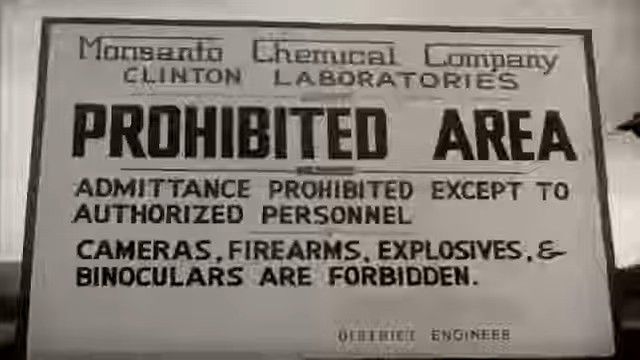 Monsanto Chemical Company
CLINTON LABORATORIES
PROHIBITED AREA
ADMITTANCE PROHIBITED EXCEPT TO
AUTHORIZED PERSONNEL
CAMERAS, FIREARMS, EXPLOSIVES, &
BINOCULARS ARE FORBIDDEN.
DISTRICT ENGINEER